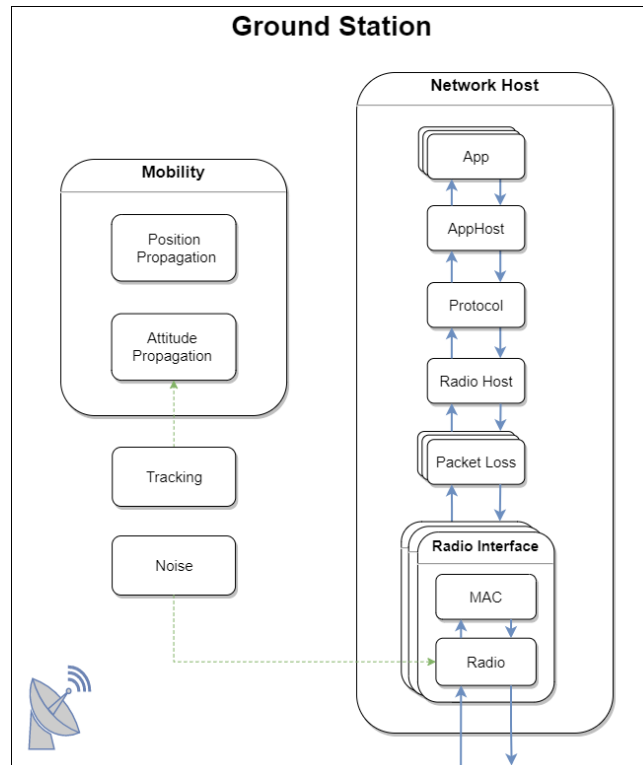 Ground Station
Network Host
App
AppHost
Protocol
Radio Host
Packet Loss
Radio Interface
MAC
Radio
Mobility
Position
Propagation
Attitude
Propagation
Tracking
Noise